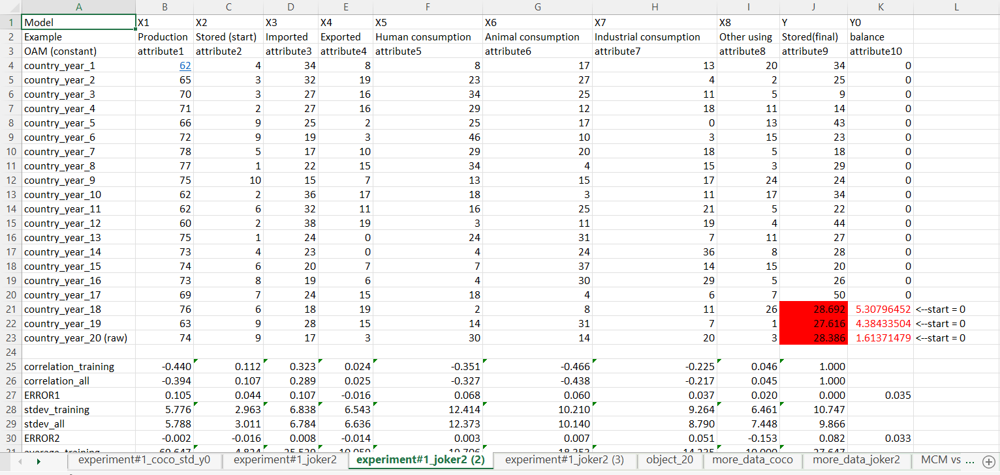 A B C D E F G H I J K L
1 Model X1 X2 X3 X4 X5 X6 X7 X8 Y Y0
2 Example Production Stored (start) Imported Exported Human consumption Animal consumption Industrial consumption Other using Stored(final) balance
3 OAM (constant) attribute1 attribute2 attribute3 attribute4 attribute5 attribute6 attribute7 attribute8 attribute9 attribute10
4 country_year_1 62 4 34 8 8 17 13 20 34 0
5 country_year_2 65 3 32 19 23 27 4 2 25 0
6 country_year_3 70 3 27 16 34 25 11 5 9 0
7 country_year_4 71 2 27 16 29 12 18 11 14 0
8 country_year_5 66 9 25 2 25 17 0 13 43 0
9 country_year_6 72 9 19 3 46 10 3 15 23 0
10 country_year_7 78 5 17 10 29 20 18 5 18 0
11 country_year_8 77 1 22 15 34 4 15 3 29 0
12 country_year_9 75 10 15 7 13 15 17 24 24 0
13 country_year_10 62 2 36 17 18 3 11 17 34 0
14 country_year_11 62 6 32 11 16 25 21 5 22 0
15 country_year_12 60 2 38 19 3 11 19 4 44 0
16 country_year_13 75 1 24 0 24 31 7 11 27 0
17 country_year_14 73 4 23 0 4 24 36 8 28 0
18 country_year_15 74 6 20 7 7 37 14 15 20 0
19 country_year_16 73 8 19 6 4 30 29 5 26 0
20 country_year_17 69 7 24 15 18 4 6 7 50 0
21 country_year_18 76 6 18 19 2 8 11 26 28.692 5.30796452 <--start = 0
22 country_year_19 63 9 28 15 14 31 7 1 27.616 4.38433504 <--start = 0
23 country_year_20 (raw) 74 9 17 3 30 14 20 3 28.386 1.61371479 <--start = 0
24
25 correlation_training -0.440 0.112 0.323 0.024 -0.351 -0.466 -0.225 0.046 1.000
26 correlation_all -0.394 0.107 0.289 0.025 -0.327 -0.438 -0.217 0.045 1.000
27 ERROR1 0.105 0.044 0.107 -0.016 0.068 0.060 0.037 0.020 0.000 0.035
28 stdev_training 5.776 2.963 6.838 6.543 12.414 10.210 9.264 6.461 10.747
29 stdev_all 5.788 3.011 6.784 6.636 12.373 10.140 8.790 7.448 9.866
30 ERROR2 -0.002 -0.016 0.008 -0.014 0.003 0.007 0.051 -0.153 0.082 0.033
experiment#1_coco_std_y0 experiment#1_joker2 experiment#1_joker2 (2) experiment#1_joker2 (3) object_20 more_data_coco more_data_joker2 MCM vs ...